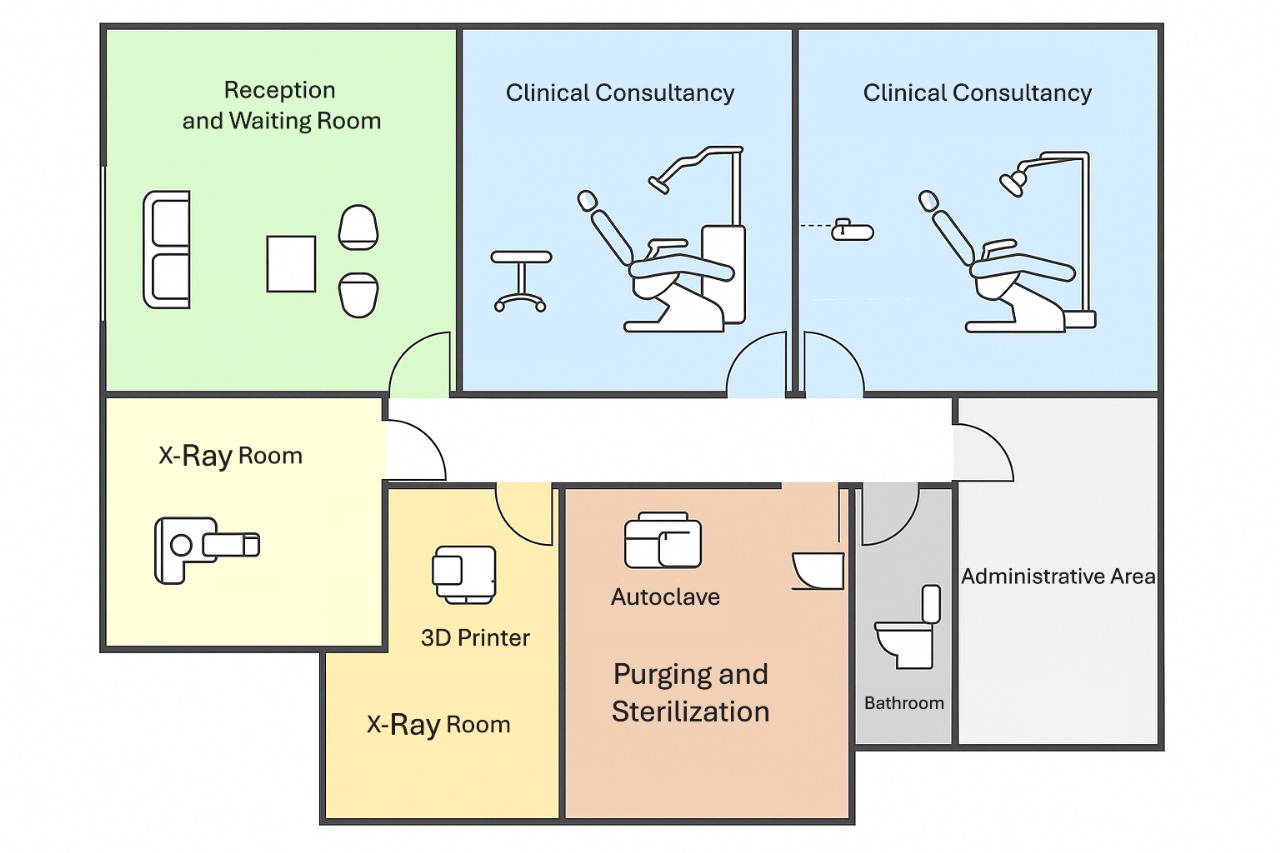 Reception
and Waiting Room
Clinical Consultancy
Clinical Consultancy
X-Ray Room
3D Printer
X-Ray Room
Autoclave
Purging and
Sterilization
Bathroom
Administrative Area